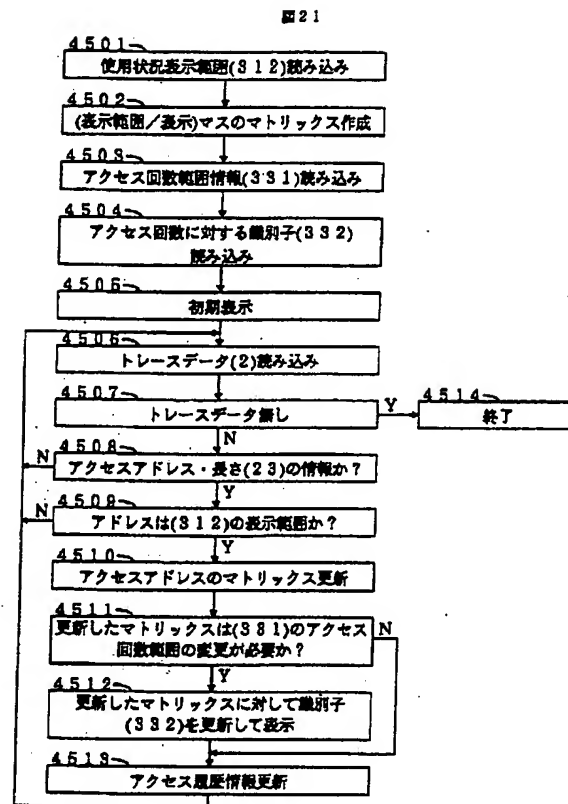 図21
4501
使用状況表示範囲(312)読み込み
4502
(表示範囲/表示)マスのマトリックス作成
4503
アクセス回数範囲情報(331)読み込み
4504
アクセス回数に対する識別子(332)
読み込み
4505
初期表示
4506
トレースデータ(2)読み込み
4507
トレースデータ無し
Y
4514
終了
N
4508
N
アクセスアドレス・長さ(23)の情報か?
Y
4509
N
アドレスは(312)の表示範囲か?
Y
4510
アクセスアドレスのマトリックス更新
4511
更新したマトリックスは(331)のアクセス
回数範囲の変更が必要か?
N
Y
4512
更新したマトリックスに対して識別子
(332)を更新して表示
4513
アクセス履歴情報更新